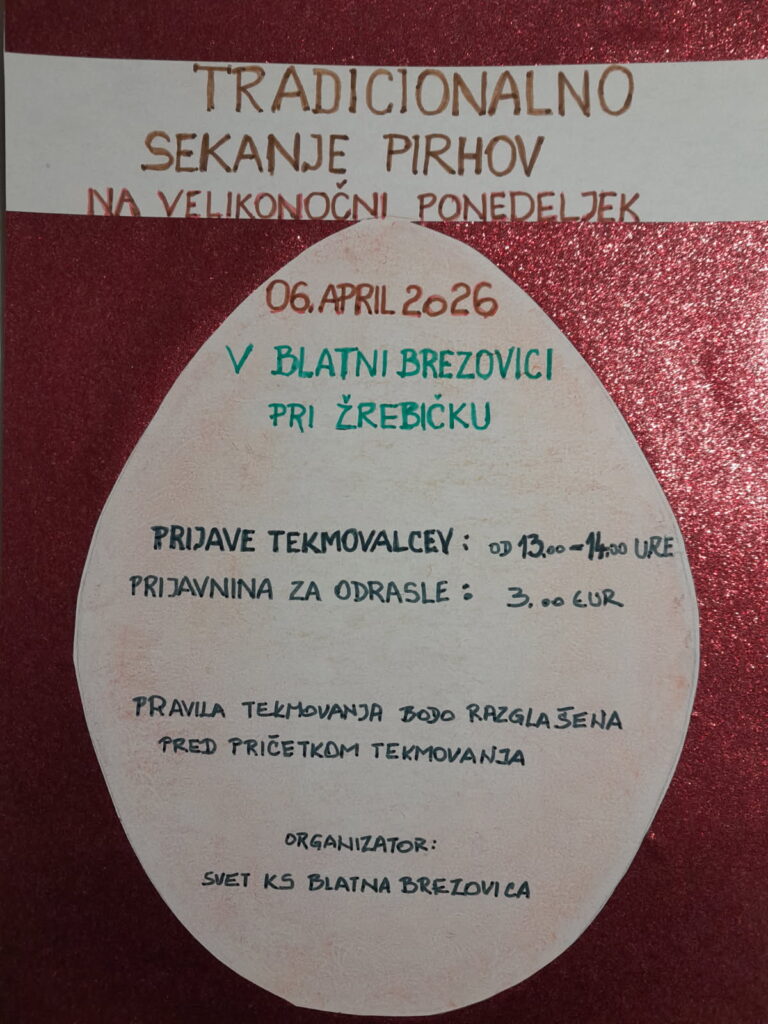 TRADICIONALNO
SEKANJE PIRHOV
NA VELIKONOČNI PONEDELJEK
06. APRIL 2026
V BLATNI BREZOVICI
PRI ŽREBIČKU
PRIJAVE TEKMOVALCEV: OD 13.00-14.00 URE
PRIJAVNINA ZA ODRASLE: 3.00 EUR
PRAVILA TEKMOVANJA BODO RAZGLAŠENA
PRED PRIČETKOM TEKMOVANJA
ORGANIZATOR:
SVET KS BLATNA BREZOVICA